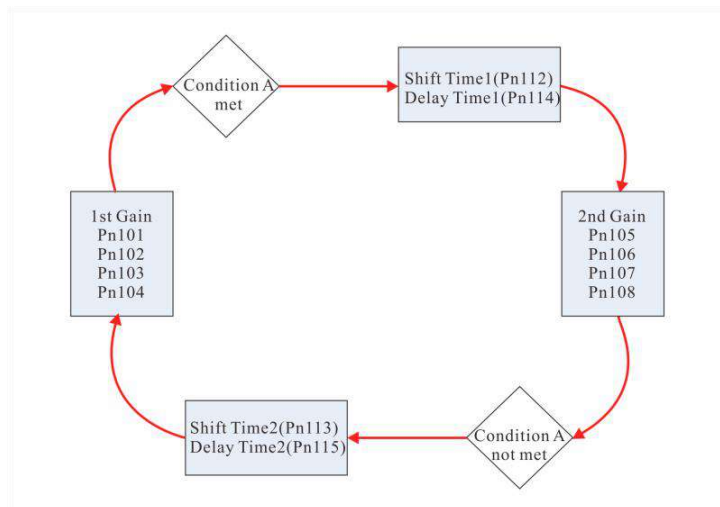 Condition A
met
Shift Time1(Pn112)
Delay Time1(Pn114)
1st Gain
Pn101
Pn102
Pn103
Pn104
2nd Gain
Pn105
Pn106
Pn107
Pn108
Shift Time2(Pn113)
Delay Time2(Pn115)
Condition A
not met